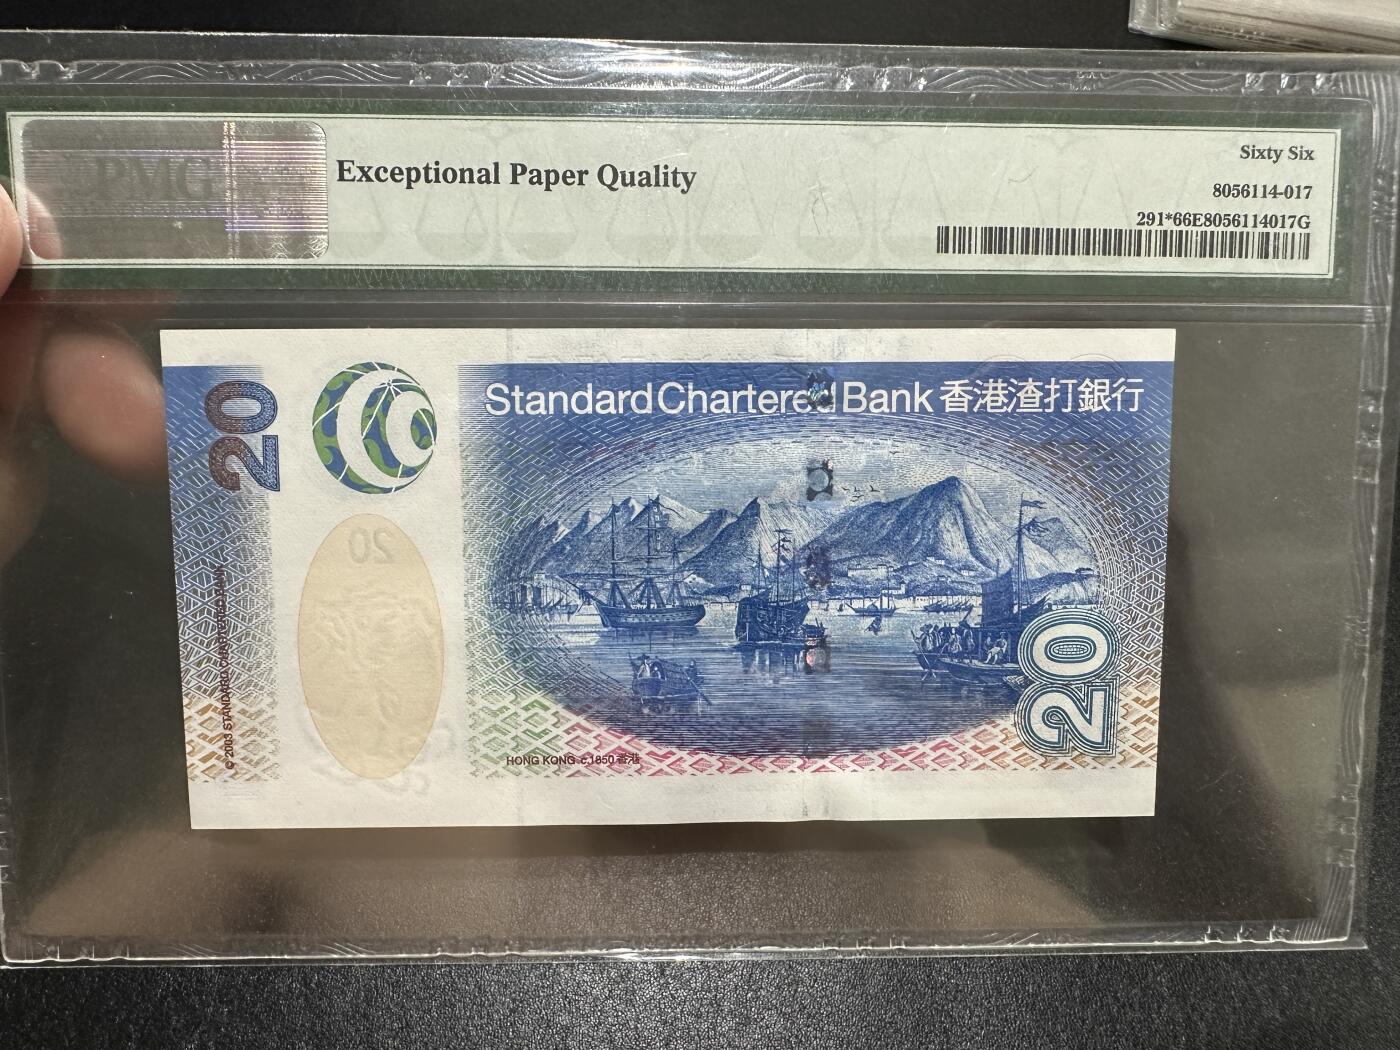 PMG
Exceptional Paper Quality
Sixty Six
8056114-017
291*66E8056114017G
20
Standard Chartered Bank 香港渣打銀行
20
© 2003 STANDARD CHARTERED BANK
HONG KONG c.1850 香港
20